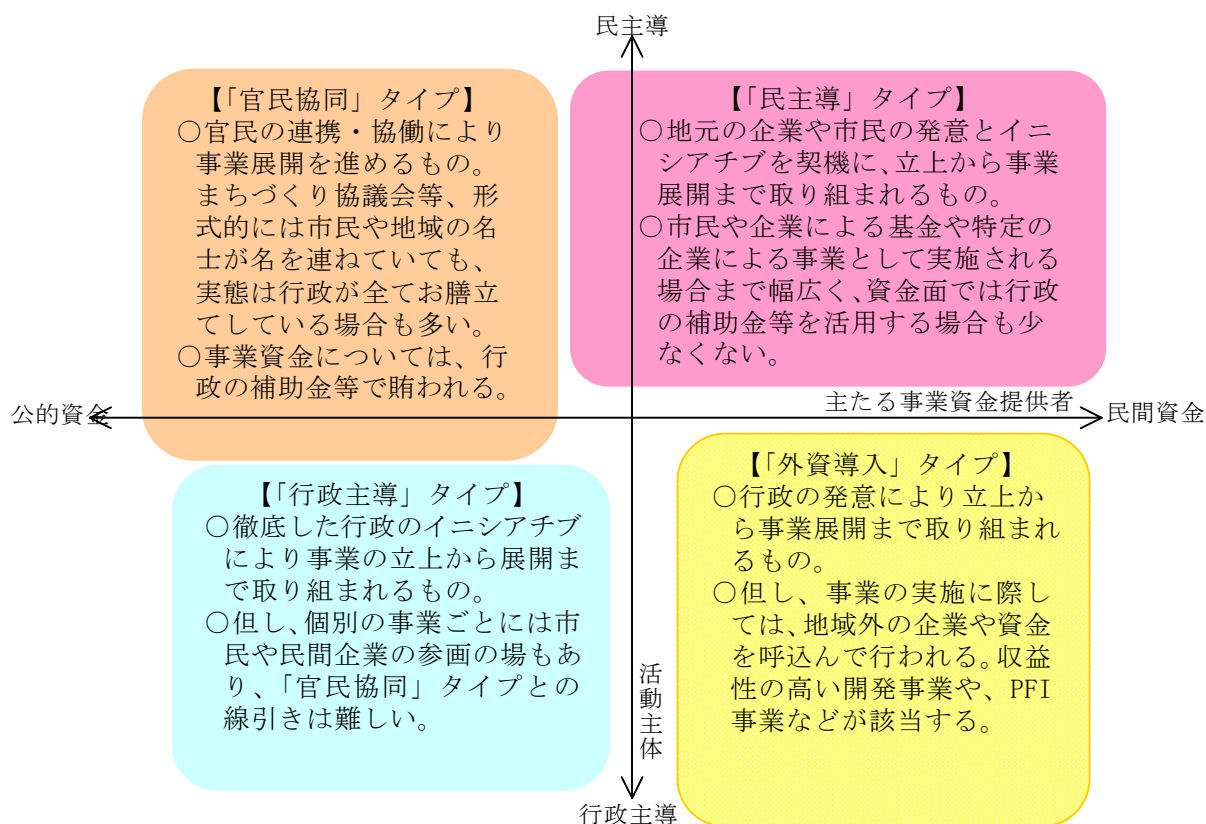 民主導
【「官民協同」タイプ】
○官民の連携・協働により
事業展開を進めるもの。
まちづくり協議会等、形
式的には市民や地域の名
士が名を連ねていても、
実態は行政が全てお膳立
てしている場合も多い。
○事業資金については、行
政の補助金等で賄われる。
【「民主導」タイプ】
○地元の企業や市民の発意とイニ
シアチブを契機に、立上から事業
展開まで取り組まれるもの。
○市民や企業による基金や特定の
企業による事業として実施される
場合まで幅広く、資金面では行政
の補助金等を活用する場合も少
なくない。
公的資金
主たる事業資金提供者
民間資金
【「行政主導」タイプ】
○徹底した行政のイニシアチブ
により事業の立上から展開ま
で取り組まれるもの。
○但し、個別の事業ごとには市
民や民間企業の参画の場もあ
り、「官民協同」タイプとの
線引きは難しい。
【「外資導入」タイプ】
○行政の発意により立上か
ら事業展開まで取り組まれ
るもの。
○但し、事業の実施に際し
ては、地域外の企業や資金
を呼込んで行われる。収益
性の高い開発事業や、PFI
事業などが該当する。
活動主体
行政主導